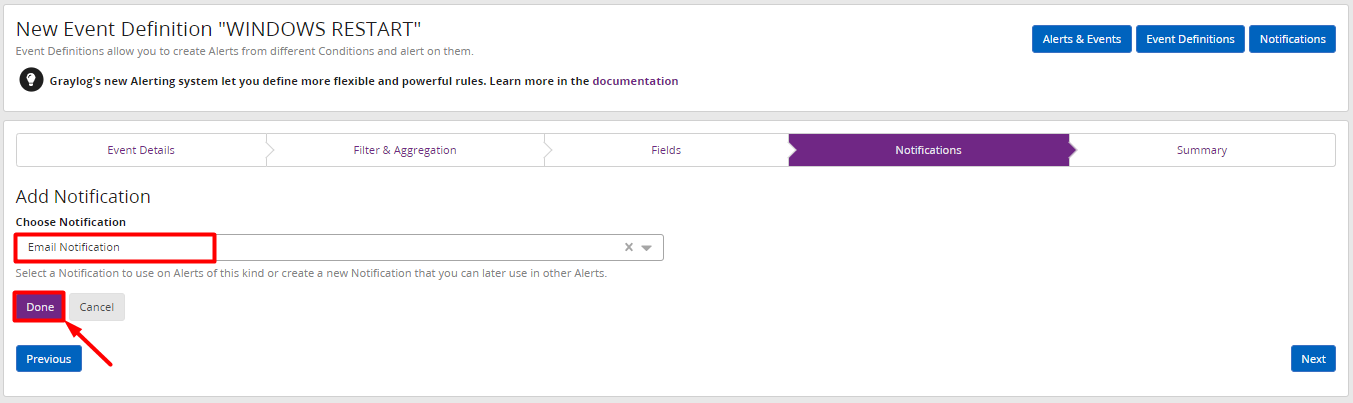 New Event Definition "WINDOWS RESTART"
Event Definitions allow you to create Alerts from different Conditions and alert on them.
Alerts & Events
Event Definitions
Notifications
Graylog's new Alerting system let you define more flexible and powerful rules. Learn more in the documentation
Event Details
Filter & Aggregation
Fields
Notifications
Summary
Add Notification
Choose Notification
Email Notification
Select a Notification to use on Alerts of this kind or create a new Notification that you can later use in other Alerts.
Done
Cancel
Previous
Next